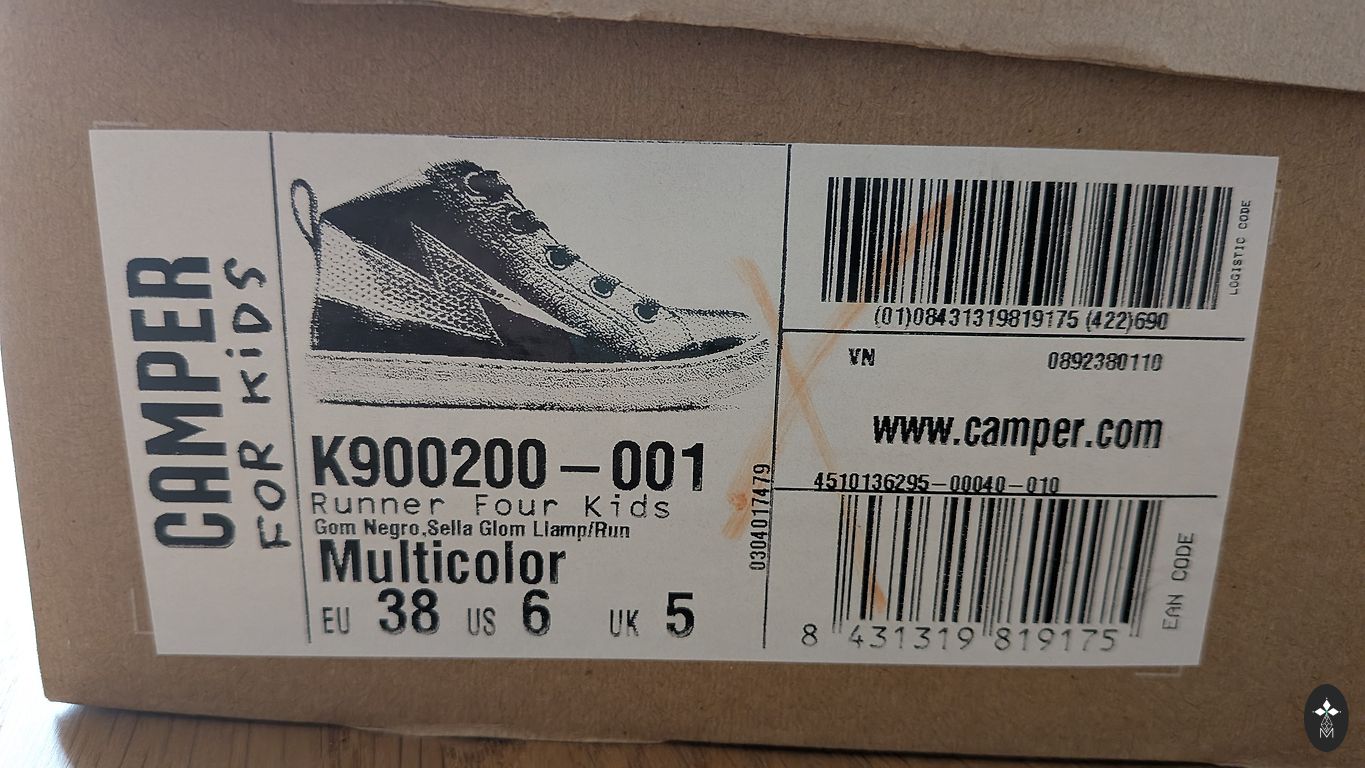 CAMPER
FOR KiDS
K900200-001
Runner Four Kids
Gom Negro,Sella Glom Llamp/Run
Multicolor
EU 38 US 6 UK 5
0304017479
(01)08431319819175 (422)690
LOGISTIC CODE
VN 0892380110
www.camper.com
4510136295-00040-010
8 431319 819175
EAN CODE
M